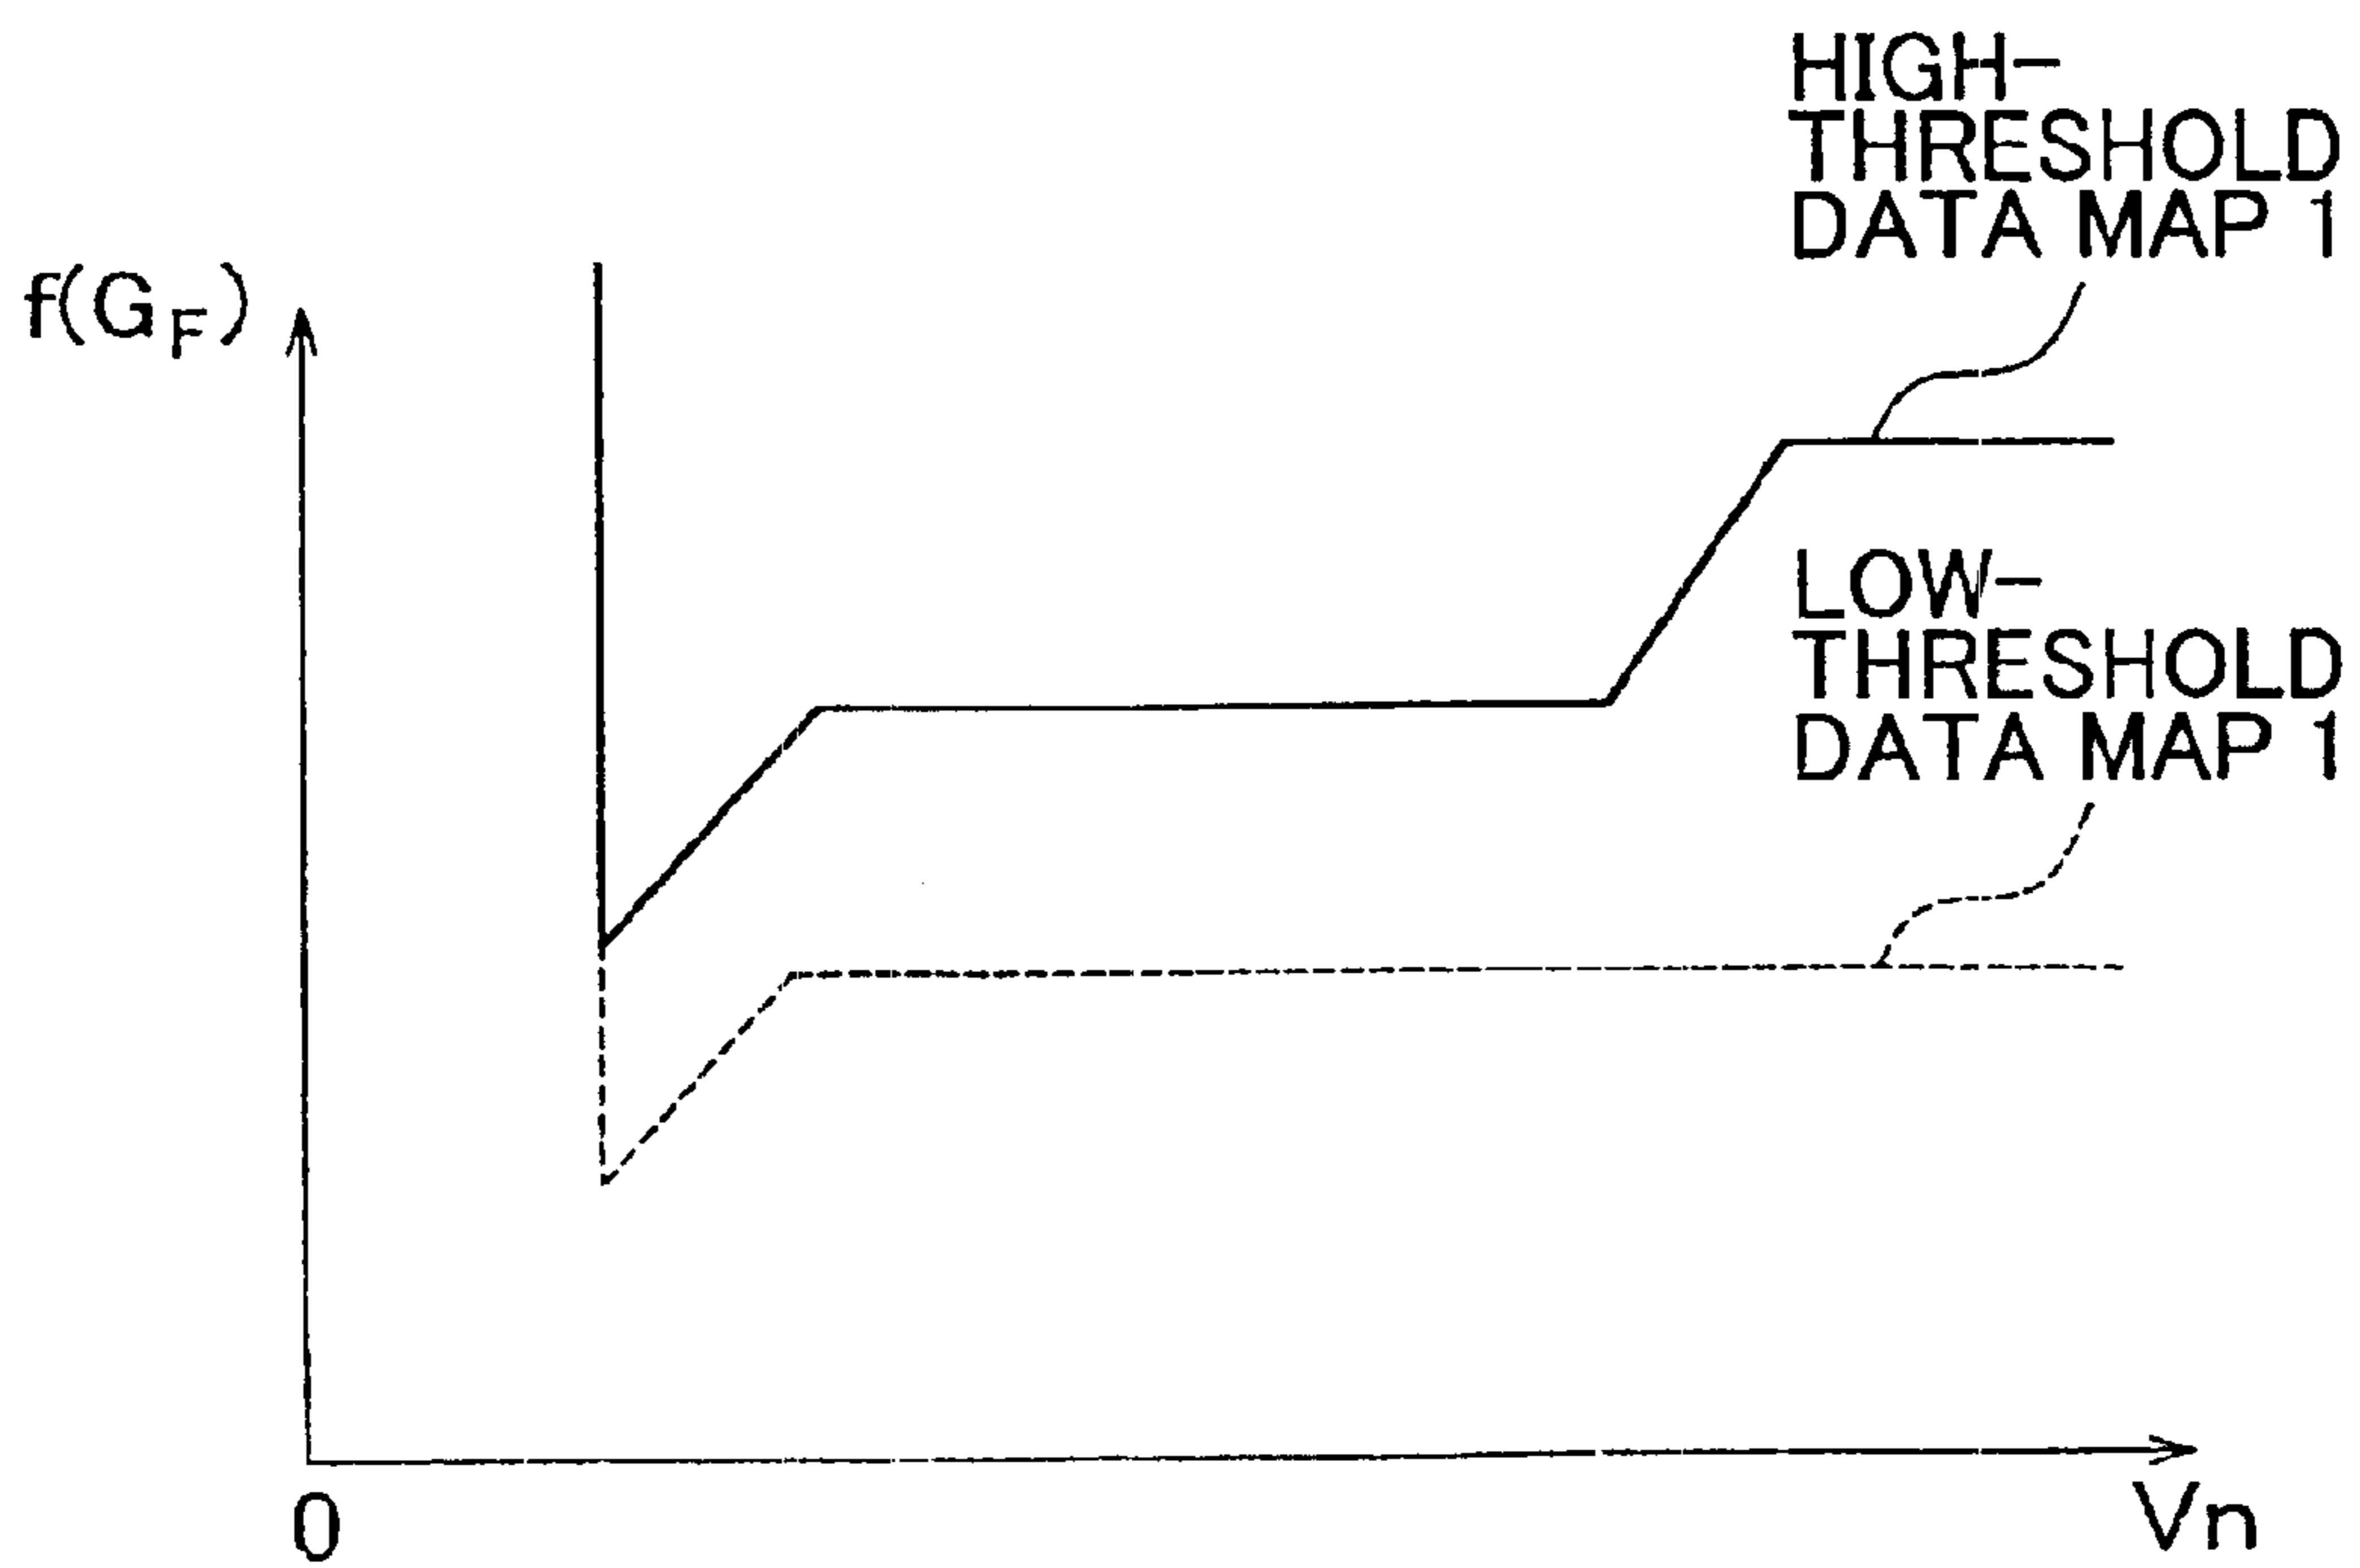 HIGH-
THRESHOLD
DATA MAP 1
f(G_F)
LOW-
THRESHOLD
DATA MAP 1
0
Vn